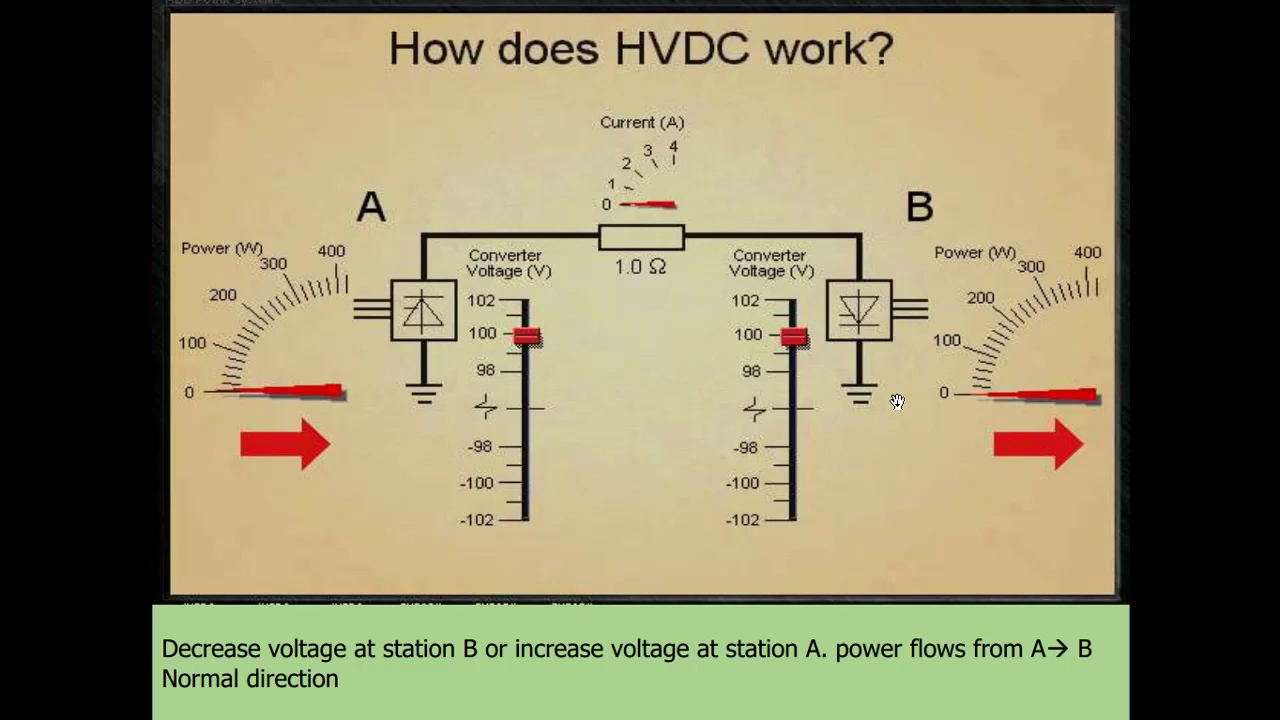 How does HVDC work?
Current (A)
4
3
2
1
0
A
B
Power (W)
400
300
200
100
0
Converter
Voltage (V)
102
100
98
-98
-100
-102
1.0 Ω
Converter
Voltage (V)
102
100
98
-98
-100
-102
Power (W)
400
300
200
100
0
Decrease voltage at station B or increase voltage at station A. power flows from A→ B
Normal direction